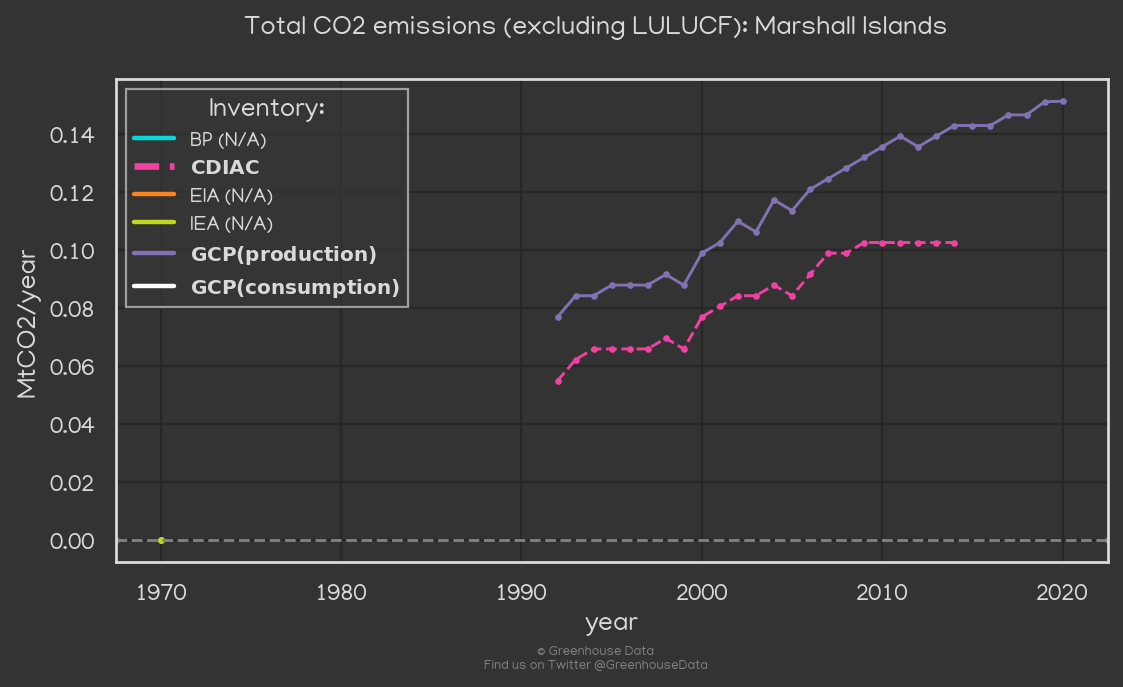 Total CO2 emissions (excluding LULUCF): Marshall Islands
Inventory:
BP (N/A)
CDIAC
EIA (N/A)
IEA (N/A)
GCP(production)
GCP(consumption)
MtCO2/year
0.14
0.12
0.10
0.08
0.06
0.04
0.02
0.00
1970 1980 1990 2000 2010 2020
year
© Greenhouse Data
Find us on Twitter @GreenhouseData